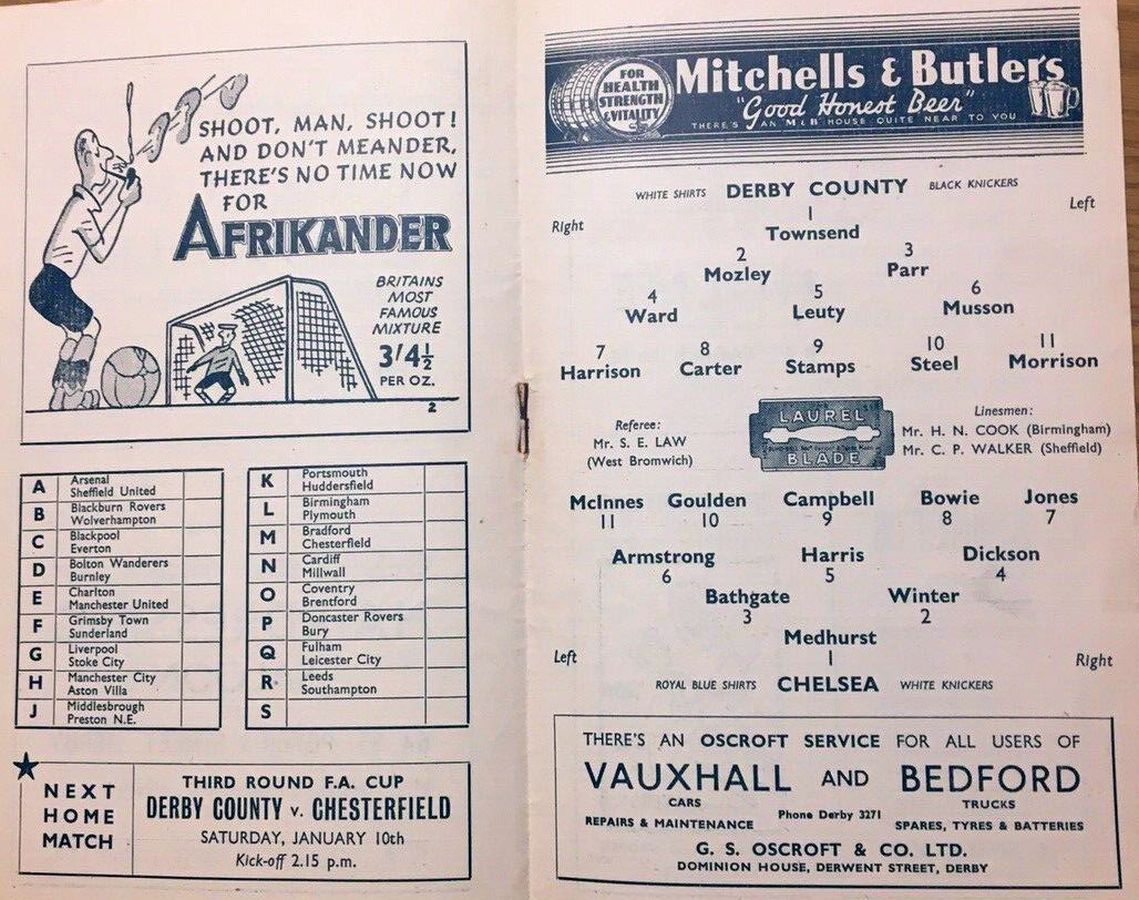 SHOOT, MAN, SHOOT!
AND DON'T MEANDER,
THERE'S NO TIME NOW
FOR
AFRIKANDER
BRITAINS
MOST
FAMOUS
MIXTURE
3/4½
PER OZ.
2
A Arsenal
Sheffield United
B Blackburn Rovers
Wolverhampton
C Blackpool
Everton
D Bolton Wanderers
Burnley
E Charlton
Manchester United
F Grimsby Town
Sunderland
G Liverpool
Stoke City
H Manchester City
Aston Villa
J Middlesbrough
Preston N.E.
K Portsmouth
Huddersfield
L Birmingham
Plymouth
M Bradford
Chesterfield
N Cardiff
Millwall
O Coventry
Brentford
P Doncaster Rovers
Bury
Q Fulham
Leicester City
R Leeds
Southampton
S
NEXT
HOME
MATCH
THIRD ROUND F.A. CUP
DERBY COUNTY v. CHESTERFIELD
SATURDAY, JANUARY 10th
Kick-off 2.15 p.m.
FOR
HEALTH
STRENGTH
& VITALITY
Mitchells & Butlers
"Good Honest Beer"
THERE'S AN M&B HOUSE QUITE NEAR TO YOU
WHITE SHIRTS DERBY COUNTY BLACK KNICKERS
Right Left
1
Townsend
2 3
Mozley Parr
4 5 6
Ward Leuty Musson
7 8 9 10 11
Harrison Carter Stamps Steel Morrison
Referee:
Mr. S. E. LAW
(West Bromwich)
LAUREL
BLADE
Linesmen:
Mr. H. N. COOK (Birmingham)
Mr. C. P. WALKER (Sheffield)
McInnes Goulden Campbell Bowie Jones
11 10 9 8 7
Armstrong Harris Dickson
6 5 4
Bathgate Winter
3 2
Medhurst
1
Left Right
ROYAL BLUE SHIRTS CHELSEA WHITE KNICKERS
THERE'S AN OSCROFT SERVICE FOR ALL USERS OF
VAUXHALL AND BEDFORD
CARS TRUCKS
REPAIRS & MAINTENANCE Phone Derby 3271 SPARES, TYRES & BATTERIES
G. S. OSCROFT & CO. LTD.
DOMINION HOUSE, DERWENT STREET, DERBY